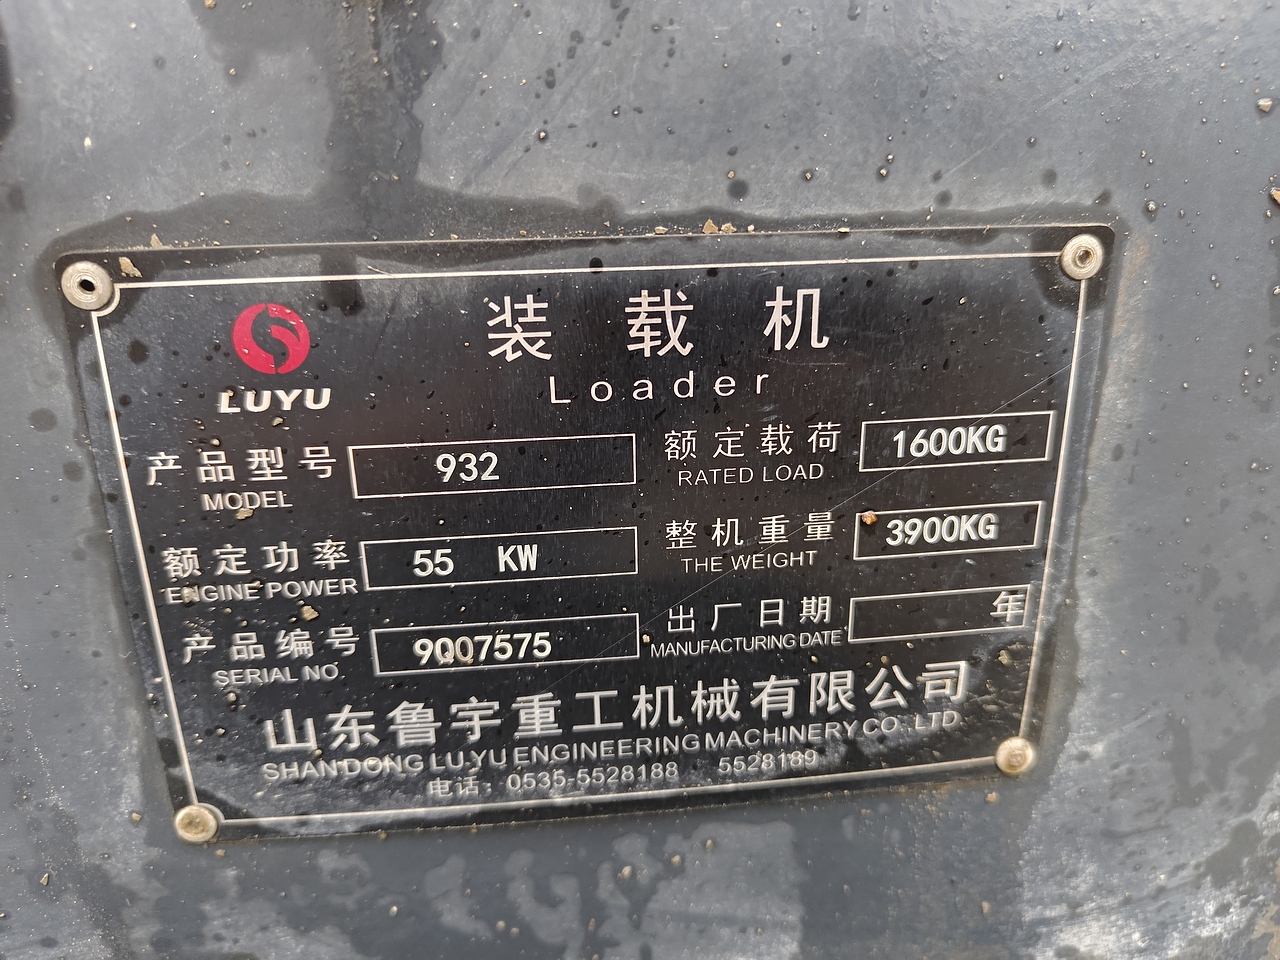 LUYU
装载机
Loader
产品型号 932 额定载荷 1600KG
MODEL RATED LOAD
额定功率 55 KW 整机重量 3900KG
ENGINE POWER THE WEIGHT
产品编号 9Q07575 出厂日期 年
SERIAL NO. MANUFACTURING DATE
山东鲁宇重工机械有限公司
SHANDONG LU YU ENGINEERING MACHINERY CO.,LTD
电话：0535-5528188 5528189